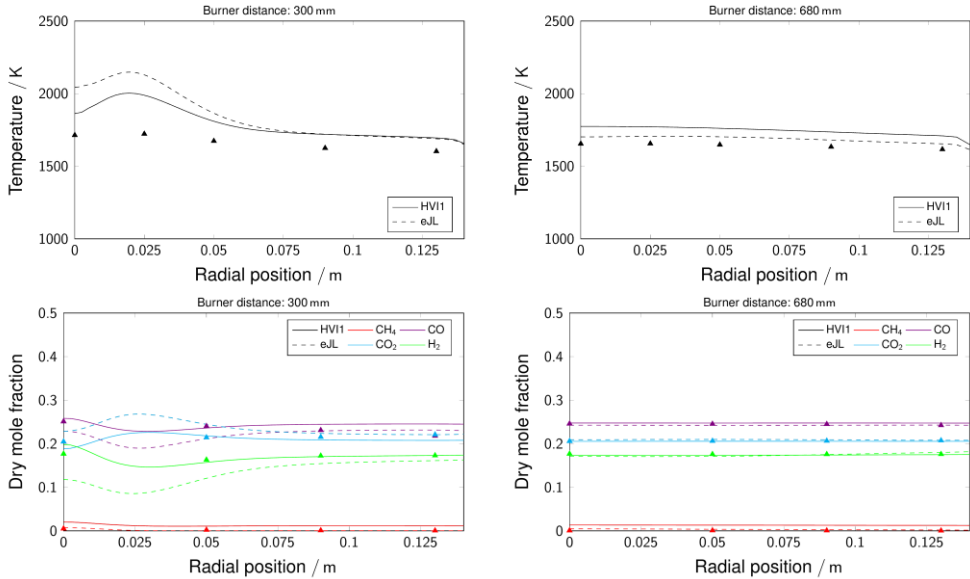 Burner distance: 300 mm
2500
2000
1500
1000
Temperature / K
HVI1
eJL
0
0.025
0.05
0.075
0.1
0.125
Radial position / m
Burner distance: 680 mm
2500
2000
1500
1000
Temperature / K
HVI1
eJL
0
0.025
0.05
0.075
0.1
0.125
Radial position / m
Burner distance: 300 mm
0.5
0.4
0.3
0.2
0.1
0
Dry mole fraction
HVI1 CH₄ CO
eJL CO₂ H₂
0
0.025
0.05
0.075
0.1
0.125
Radial position / m
Burner distance: 680 mm
0.5
0.4
0.3
0.2
0.1
0
Dry mole fraction
HVI1 CH₄ CO
eJL CO₂ H₂
0
0.025
0.05
0.075
0.1
0.125
Radial position / m